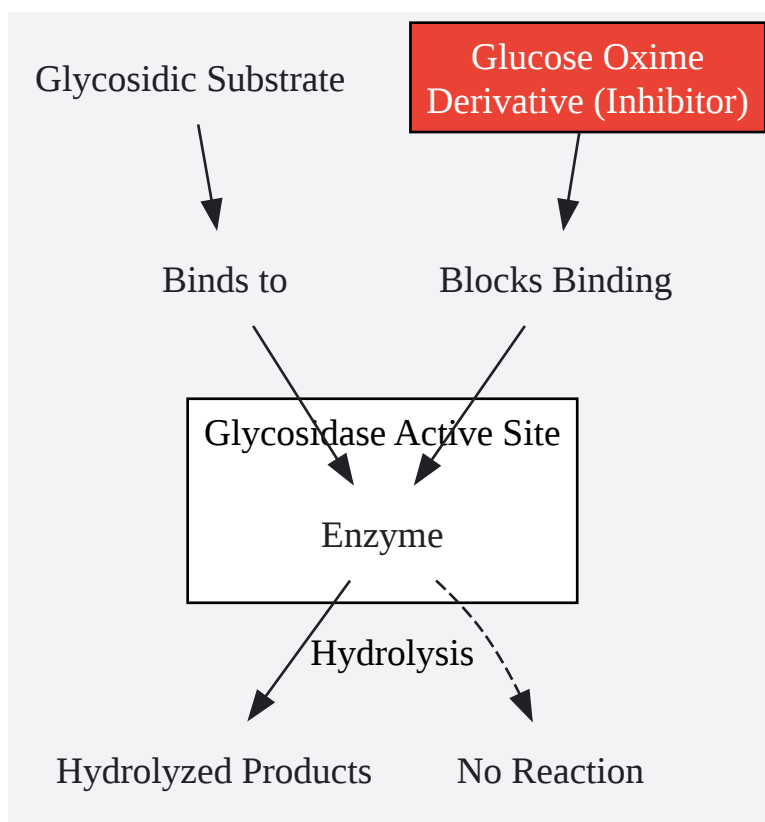 Glycosidic Substrate
Glucose Oxime
Derivative (Inhibitor)
Binds to
Blocks Binding
Glycosidase Active Site
Enzyme
Hydrolysis
Hydrolyzed Products
No Reaction